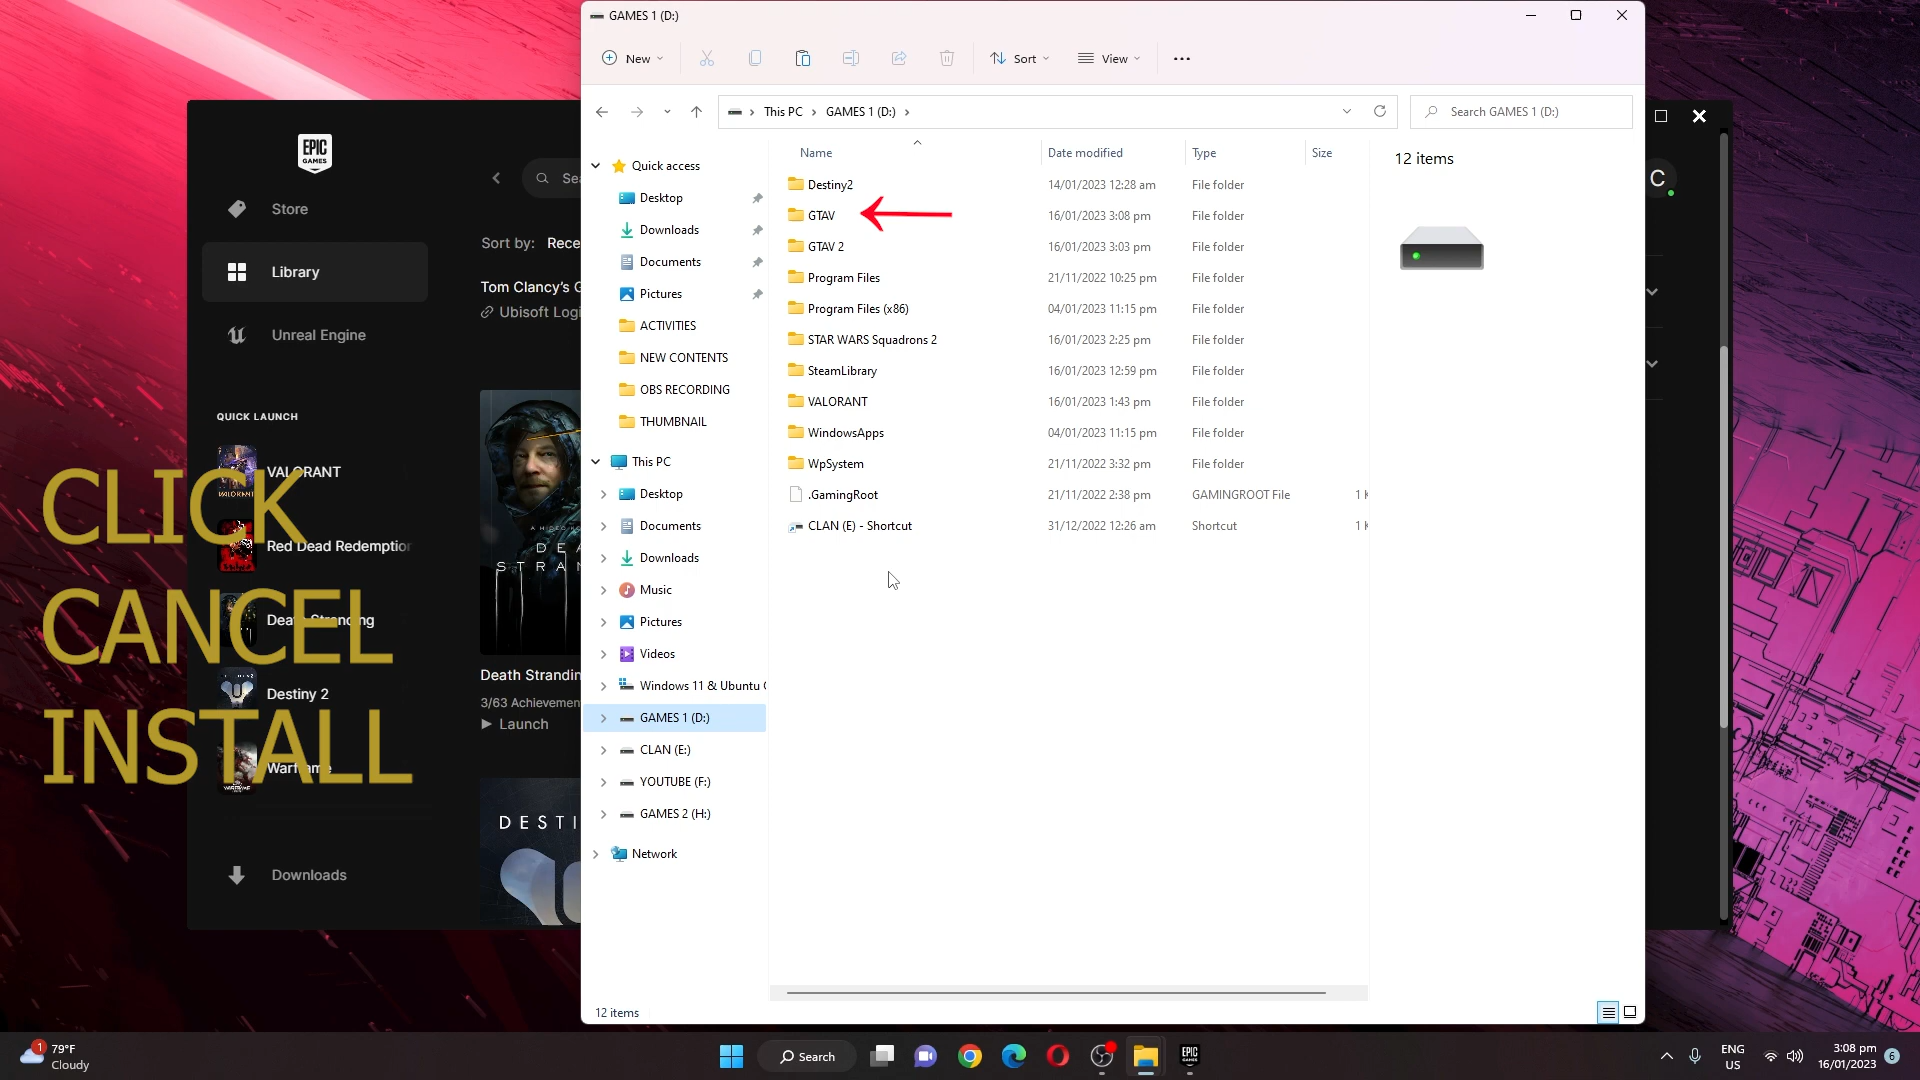 GAMES 1 (D:)
New
Sort
View
This PC
GAMES 1 (D:)
Search GAMES 1 (D:)
Name
Date modified
Type
Size
Destiny2
14/01/2023 12:28 am
File folder
GTAV
16/01/2023 3:08 pm
File folder
GTAV 2
16/01/2023 3:03 pm
File folder
Program Files
21/11/2022 10:25 pm
File folder
Program Files (x86)
04/01/2023 11:15 pm
File folder
STAR WARS Squadrons 2
16/01/2023 2:25 pm
File folder
SteamLibrary
16/01/2023 12:59 pm
File folder
VALORANT
16/01/2023 1:43 pm
File folder
WindowsApps
04/01/2023 11:15 pm
File folder
WpSystem
21/11/2022 3:32 pm
File folder
.GamingRoot
21/11/2022 2:38 pm
GAMINGROOT File
1 K
CLAN (E) - Shortcut
31/12/2022 12:26 am
Shortcut
1 K
12 items
Quick access
Desktop
Downloads
Documents
Pictures
ACTIVITIES
NEW CONTENTS
OBS RECORDING
THUMBNAIL
This PC
Desktop
Documents
Downloads
Music
Pictures
Videos
Windows 11 & Ubuntu
GAMES 1 (D:)
CLAN (E:)
YOUTUBE (F:)
GAMES 2 (H:)
Network
12 items
EPIC
GAMES
Store
Library
Unreal Engine
QUICK LAUNCH
VALORANT
Red Dead Redemption
Death Stranding
Destiny 2
Warframe
Downloads
Sort by: Rece
Tom Clancy's G
Ubisoft Logi
A HIDEO KO
DEA
STRAN
Death Strandin
3/63 Achievemen
Launch
DESTI
C
CLICK
CANCEL
INSTALL
1
79°F
Cloudy
Search
EPIC
GAMES
ENG
US
3:08 pm
16/01/2023
6